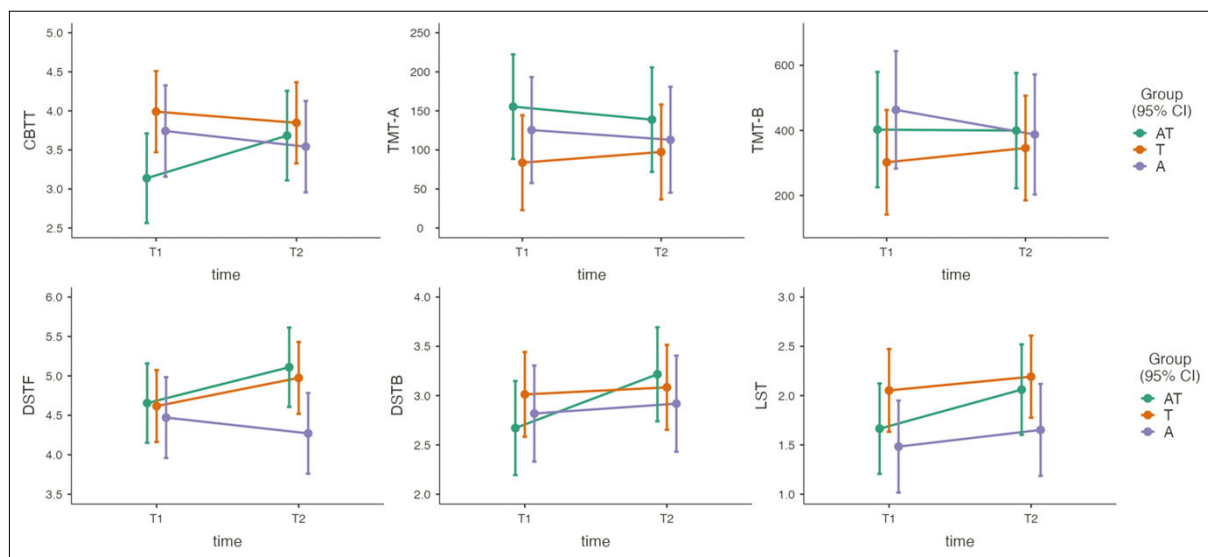 CBTT
5.0
4.5
4.0
3.5
3.0
2.5
T1
T2
time
TMT-A
250
200
150
100
50
0
T1
T2
time
TMT-B
600
400
200
T1
T2
time
Group
(95% CI)
AT
T
A
DSTF
6.0
5.5
5.0
4.5
4.0
3.5
T1
T2
time
DSTB
4.0
3.5
3.0
2.5
2.0
T1
T2
time
LST
3.0
2.5
2.0
1.5
1.0
T1
T2
time
Group
(95% CI)
AT
T
A